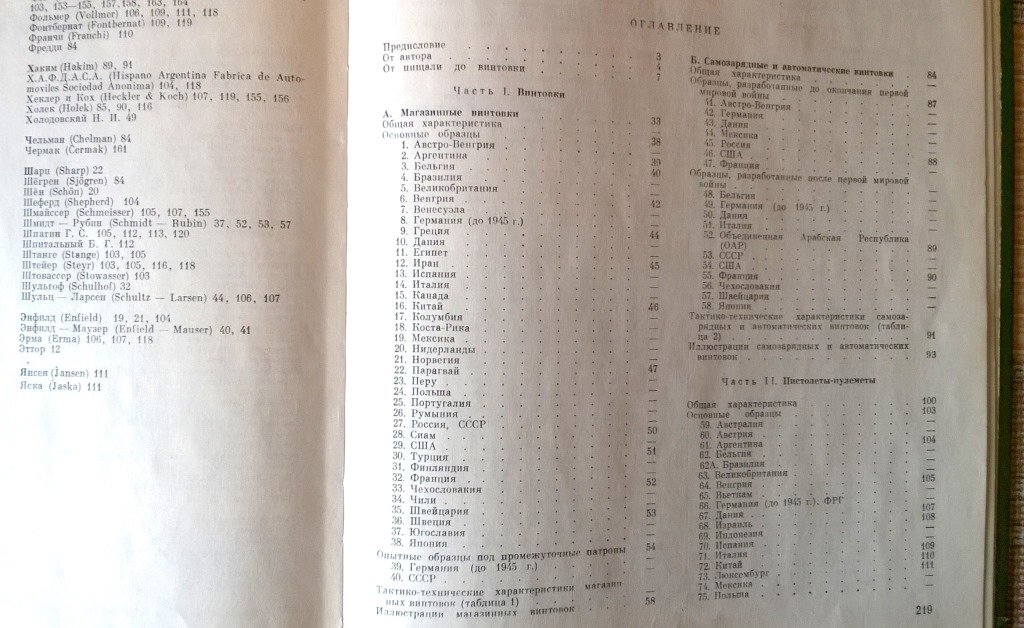 103, 153—155, 157, 158, 163, 164
Фольмер (Vollmer) 106, 109, 111, 118
Фонтбернат (Fontbernat) 109, 119
Франчи (Franchi) 110
Фредди 84
Хаким (Hakim) 89, 91
Х.А.Ф.Д.А.С.А. (Hispano Argentina Fabrica de Auto-
moviles Sociedad Anonima) 104, 118
Хеклер и Кох (Heckler & Koch) 107, 119, 155, 156
Холек (Holek) 85, 90, 116
Холодовский Н. И. 49
Чельман (Chelman) 84
Чермак (Čermak) 161
Шарп (Sharp) 22
Шёгрен (Sjögren) 84
Шён (Schön) 20
Шеферд (Shepherd) 104
Шмайссер (Schmeisser) 105, 107, 155
Шмидт — Рубин (Schmidt — Rubin) 37, 52, 53, 57
Шпагин Г. С. 105, 112, 113, 120
Шпитальный Б. Г. 112
Штанге (Stange) 103, 105
Штейер (Steyr) 103, 105, 116, 118
Штовассер (Stowasser) 103
Шульгоф (Schulhof) 32
Шульц — Ларсен (Schultz — Larsen) 44, 106, 107
Энфилд (Enfield) 19, 21, 104
Энфилд — Маузер (Enfield — Mauser) 40, 41
Эрма (Erma) 106, 107, 118
Эттор 12
Янсен (Jansen) 111
Яска (Jaska) 111
ОГЛАВЛЕНИЕ
Предисловие 3
От автора 4
От пищали до винтовки 7
Часть I. Винтовки
А. Магазинные винтовки
Общая характеристика 33
Основные образцы 38
1. Австро-Венгрия —
2. Аргентина 39
3. Бельгия 40
4. Бразилия —
5. Великобритания —
6. Венгрия 42
7. Венесуэла —
8. Германия (до 1945 г.) —
9. Греция 44
10. Дания —
11. Египет —
12. Иран 45
13. Испания —
14. Италия —
15. Канада —
16. Китай 46
17. Колумбия —
18. Коста-Рика —
19. Мексика —
20. Нидерланды —
21. Норвегия —
22. Парагвай 47
23. Перу —
24. Польша —
25. Португалия —
26. Румыния —
27. Россия, СССР —
28. Сиам 50
29. США —
30. Турция 51
31. Финляндия —
32. Франция —
33. Чехословакия 52
34. Чили —
35. Швейцария —
36. Швеция 53
37. Югославия —
38. Япония —
Опытные образцы под промежуточные патроны 54
39. Германия (до 1945 г.) —
40. СССР —
Тактико-технические характеристики магазин
ных винтовок (таблица 1) 58
Иллюстрации магазинных винтовок
Б. Самозарядные и автоматические винтовки
Общая характеристика 84
Образцы, разработанные до окончания первой
мировой войны 87
41. Австро-Венгрия —
42. Германия —
43. Дания —
44. Мексика —
45. Россия —
46. США —
47. Франция 88
Образцы, разработанные после первой мировой
войны —
48. Бельгия —
49. Германия (до 1945 г.) —
50. Дания —
51. Италия —
52. Объединенная Арабская Республика
(ОАР) 89
53. СССР —
54. США —
55. Франция 90
56. Чехословакия —
57. Швейцария —
58. Япония —
Тактико-технические характеристики самоза-
рядных и автоматических винтовок (табли-
ца 2) 91
Иллюстрации самозарядных и автоматических
винтовок 93
Часть II. Пистолеты-пулеметы
Общая характеристика 100
Основные образцы 103
59. Австралия —
60. Австрия —
61. Аргентина 104
62. Бельгия —
62А. Бразилия —
63. Великобритания —
64. Венгрия 105
65. Вьетнам —
66. Германия (до 1945 г.), ФРГ —
67. Дания 107
68. Израиль 108
69. Индонезия —
70. Испания —
71. Италия 109
72. Китай 110
73. Люксембург 111
74. Мексика —
75. Польша —
219